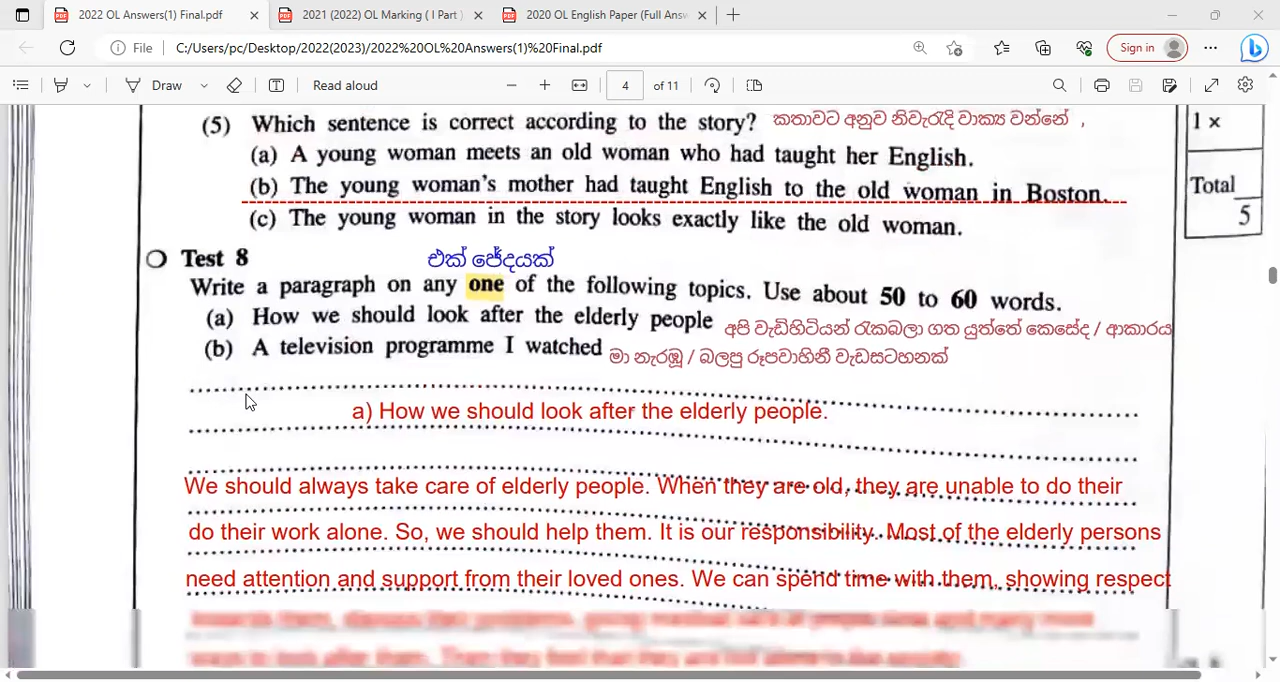 2022 OL Answers(1) Final.pdf
2021 (2022) OL Marking ( I Part )
2020 OL English Paper (Full Answ
File
C:/Users/pc/Desktop/2022(2023)/2022%20OL%20Answers(1)%20Final.pdf
Sign in
Draw
Read aloud
4 of 11
(5) Which sentence is correct according to the story? කතාවට අනුව නිවැරදි වාක්‍ය වන්නේ ,
1 x
(a) A young woman meets an old woman who had taught her English.
(b) The young woman's mother had taught English to the old woman in Boston.
Total
5
(c) The young woman in the story looks exactly like the old woman.
Test 8 එක් ඡේදයක්
Write a paragraph on any one of the following topics. Use about 50 to 60 words.
(a) How we should look after the elderly people අපි වැඩිහිටියන් රැකබලා ගත යුත්තේ කෙසේද / ආකාරය
(b) A television programme I watched මා නැරඹූ / බලපු රූපවාහිනී වැඩසටහනක්
a) How we should look after the elderly people.
We should always take care of elderly people. When they are old, they are unable to do their
do their work alone. So, we should help them. It is our responsibility. Most of the elderly persons
need attention and support from their loved ones. We can spend time with them, showing respect